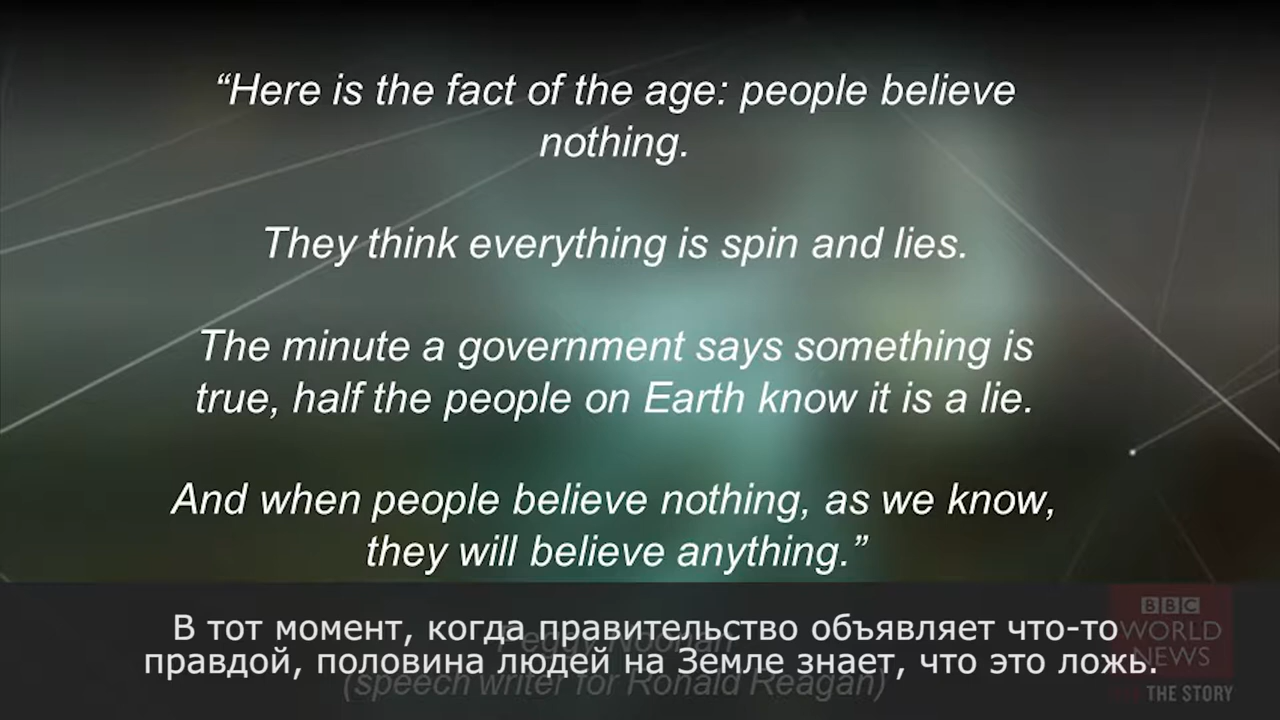 “Here is the fact of the age: people believe
nothing.
They think everything is spin and lies.
The minute a government says something is
true, half the people on Earth know it is a lie.
And when people believe nothing, as we know,
they will believe anything.”
Peggy Noonan
(speech writer for Ronald Reagan)
В тот момент, когда правительство объявляет что-то
правдой, половина людей на Земле знает, что это ложь.
BBC
WORLD
NEWS
THE STORY